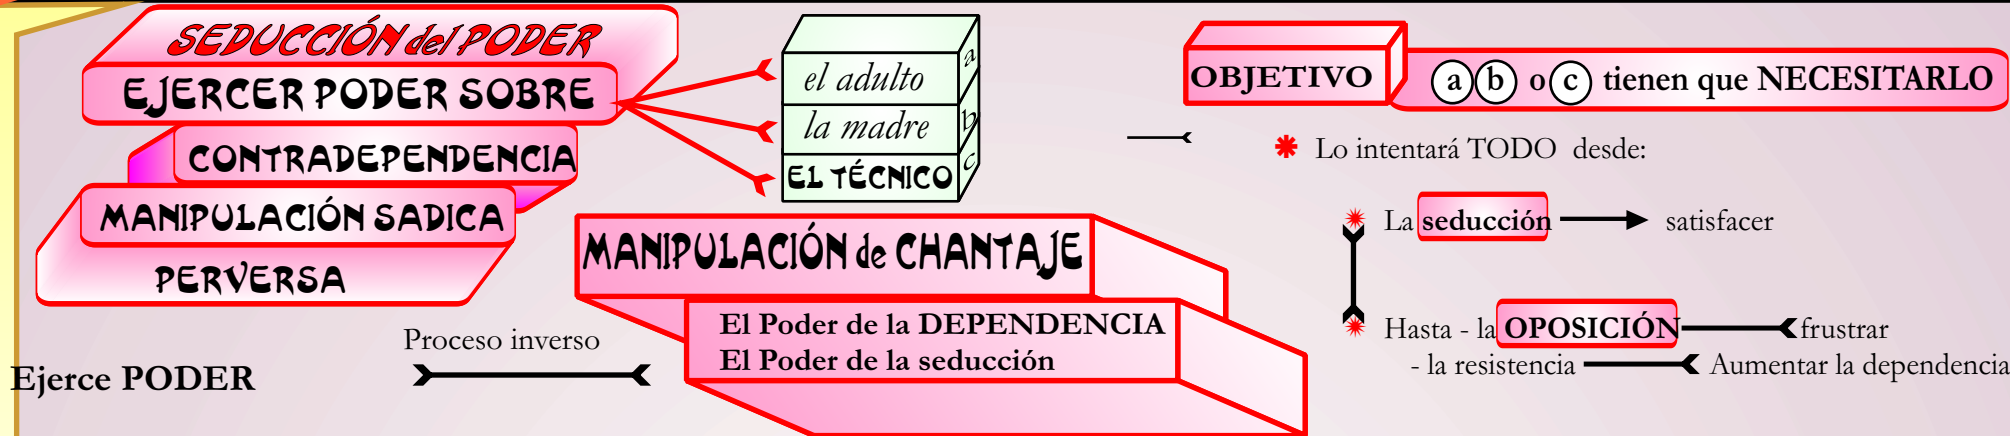 SEDUCCIÓN del PODER
EJERCER PODER SOBRE
CONTRADEPENDENCIA
MANIPULACIÓN SADICA
PERVERSA
el adulto a
la madre b
EL TÉCNICO c
OBJETIVO
a b o c tienen que NECESITARLO
Lo intentará TODO desde:
La seducción satisfacer
Hasta - la OPOSICIÓN frustrar
- la resistencia Aumentar la dependencia
MANIPULACIÓN de CHANTAJE
El Poder de la DEPENDENCIA
El Poder de la seducción
Proceso inverso
Ejerce PODER